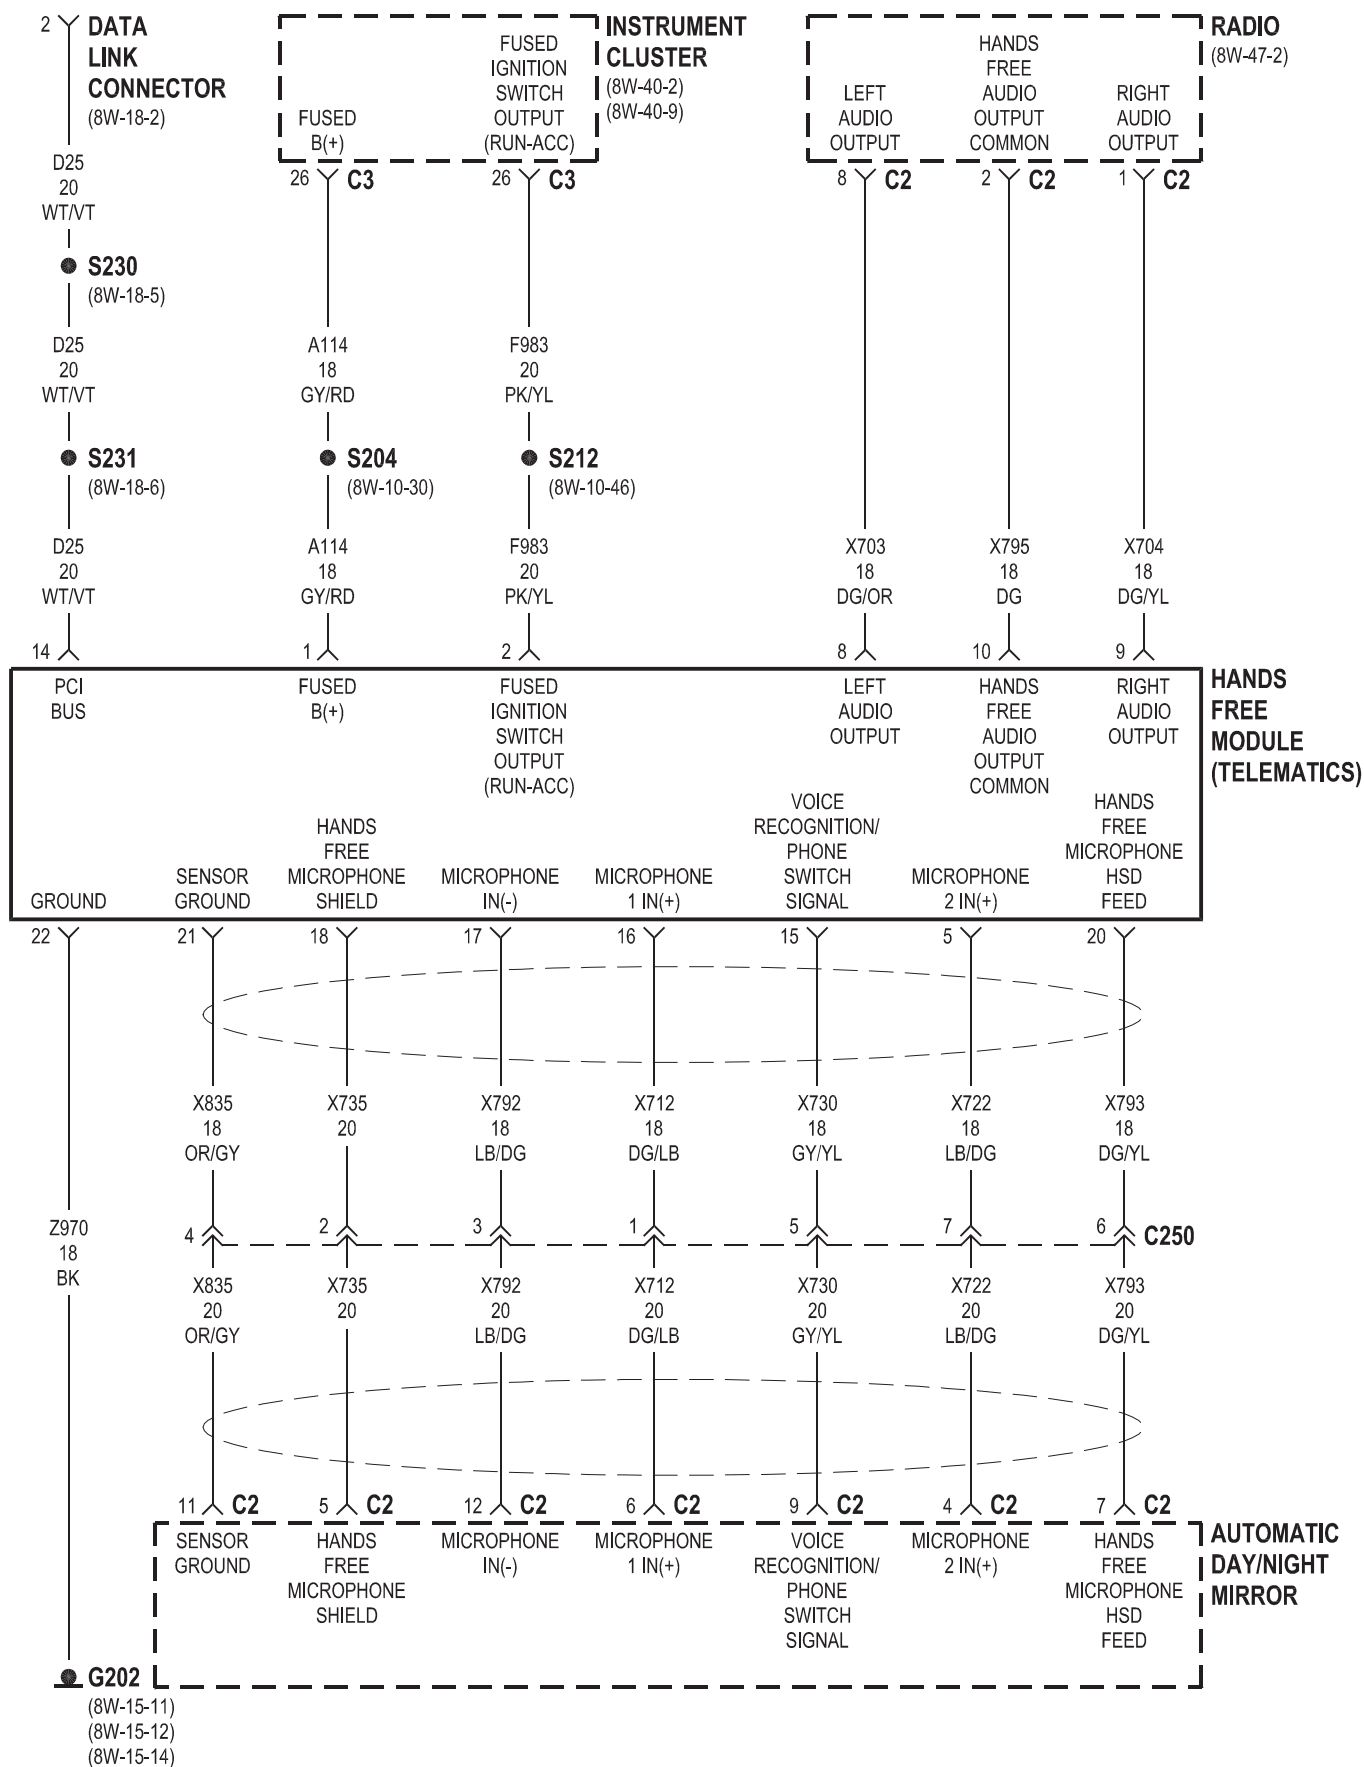 2 DATA
LINK
CONNECTOR
(8W-18-2)
FUSED
B(+)
FUSED
IGNITION
SWITCH
OUTPUT
(RUN-ACC)
INSTRUMENT
CLUSTER
(8W-40-2)
(8W-40-9)
LEFT
AUDIO
OUTPUT
HANDS
FREE
AUDIO
OUTPUT
COMMON
RIGHT
AUDIO
OUTPUT
RADIO
(8W-47-2)
26 C3 26 C3 8 C2 2 C2 1 C2
D25
20
WT/VT
S230
(8W-18-5)
D25
20
WT/VT
A114
18
GY/RD
F983
20
PK/YL
S231
(8W-18-6)
S204
(8W-10-30)
S212
(8W-10-46)
D25
20
WT/VT
A114
18
GY/RD
F983
20
PK/YL
X703
18
DG/OR
X795
18
DG
X704
18
DG/YL
14 1 2 8 10 9
PCI
BUS
FUSED
B(+)
FUSED
IGNITION
SWITCH
OUTPUT
(RUN-ACC)
LEFT
AUDIO
OUTPUT
HANDS
FREE
AUDIO
OUTPUT
COMMON
RIGHT
AUDIO
OUTPUT
HANDS
FREE
MODULE
(TELEMATICS)
GROUND
SENSOR
GROUND
HANDS
FREE
MICROPHONE
SHIELD
MICROPHONE
IN(-)
MICROPHONE
1 IN(+)
VOICE
RECOGNITION/
PHONE
SWITCH
SIGNAL
MICROPHONE
2 IN(+)
HANDS
FREE
MICROPHONE
HSD
FEED
22 21 18 17 16 15 5 20
X835
18
OR/GY
X735
20
X792
18
LB/DG
X712
18
DG/LB
X730
18
GY/YL
X722
18
LB/DG
X793
18
DG/YL
Z970
18
BK
4 2 3 1 5 7 6 C250
X835
20
OR/GY
X735
20
X792
20
LB/DG
X712
20
DG/LB
X730
20
GY/YL
X722
20
LB/DG
X793
20
DG/YL
11 C2 5 C2 12 C2 6 C2 9 C2 4 C2 7 C2
SENSOR
GROUND
HANDS
FREE
MICROPHONE
SHIELD
MICROPHONE
IN(-)
MICROPHONE
1 IN(+)
VOICE
RECOGNITION/
PHONE
SWITCH
SIGNAL
MICROPHONE
2 IN(+)
HANDS
FREE
MICROPHONE
HSD
FEED
AUTOMATIC
DAY/NIGHT
MIRROR
G202
(8W-15-11)
(8W-15-12)
(8W-15-14)